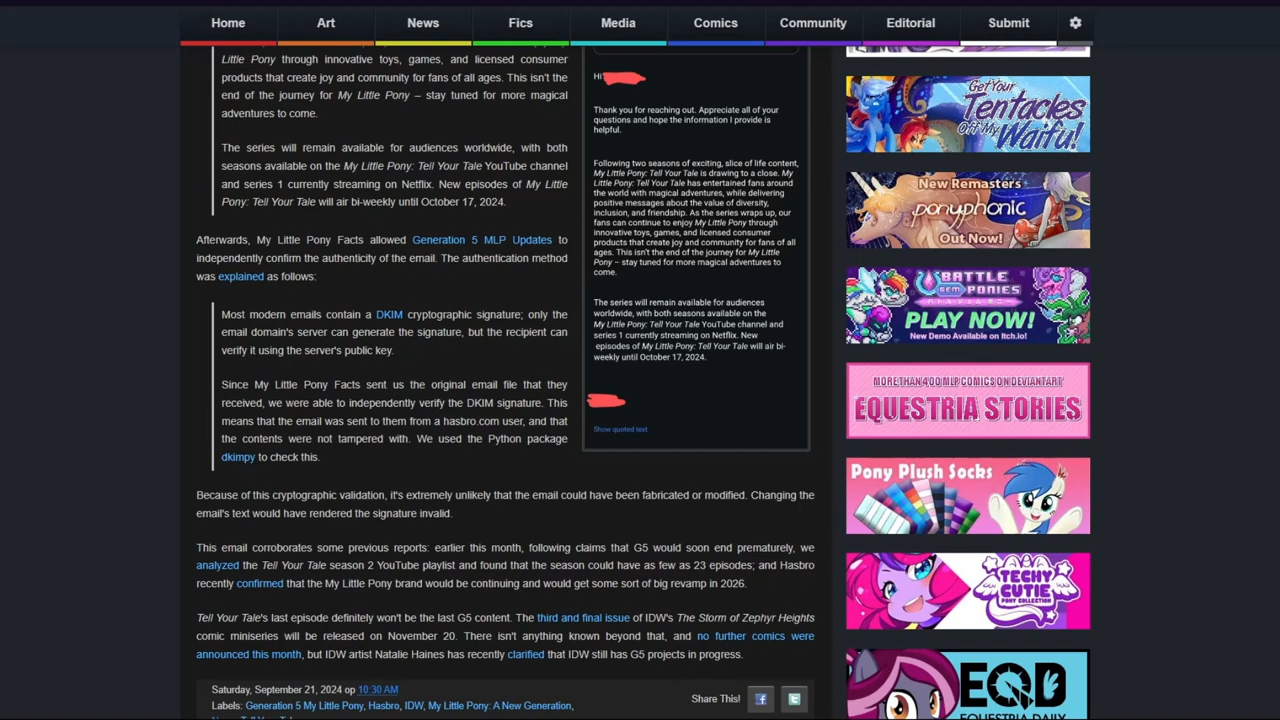 Home Art News Fics Media Comics Community Editorial Submit
Little Pony through innovative toys, games, and licensed consumer
products that create joy and community for fans of all ages. This isn't the
end of the journey for My Little Pony – stay tuned for more magical
adventures to come.
The series will remain available for audiences worldwide, with both
seasons available on the My Little Pony: Tell Your Tale YouTube channel
and series 1 currently streaming on Netflix. New episodes of My Little
Pony: Tell Your Tale will air bi-weekly until October 17, 2024.
Afterwards, My Little Pony Facts allowed Generation 5 MLP Updates to
independently confirm the authenticity of the email. The authentication method
was explained as follows:
Most modern emails contain a DKIM cryptographic signature; only the
email domain's server can generate the signature, but the recipient can
verify it using the server's public key.
Since My Little Pony Facts sent us the original email file that they
received, we were able to independently verify the DKIM signature. This
means that the email was sent to them from a hasbro.com user, and that
the contents were not tampered with. We used the Python package
dkimpy to check this.
Hi
Thank you for reaching out. Appreciate all of your
questions and hope the information I provide is
helpful.
Following two seasons of exciting, slice of life content,
My Little Pony: Tell Your Tale is drawing to a close. My
Little Pony: Tell Your Tale has entertained fans around
the world with magical adventures, while delivering
positive messages about the value of diversity,
inclusion, and friendship. As the series wraps up, our
fans can continue to enjoy My Little Pony through
innovative toys, games, and licensed consumer
products that create joy and community for fans of all
ages. This isn't the end of the journey for My Little
Pony – stay tuned for more magical adventures to
come.
The series will remain available for audiences
worldwide, with both seasons available on the
My Little Pony: Tell Your Tale YouTube channel and
series 1 currently streaming on Netflix. New
episodes of My Little Pony: Tell Your Tale will air bi-
weekly until October 17, 2024.
Show quoted text
Because of this cryptographic validation, it's extremely unlikely that the email could have been fabricated or modified. Changing the
email's text would have rendered the signature invalid.
This email corroborates some previous reports: earlier this month, following claims that G5 would soon end prematurely, we
analyzed the Tell Your Tale season 2 YouTube playlist and found that the season could have as few as 23 episodes; and Hasbro
recently confirmed that the My Little Pony brand would be continuing and would get some sort of big revamp in 2026.
Tell Your Tale's last episode definitely won't be the last G5 content. The third and final issue of IDW's The Storm of Zephyr Heights
comic miniseries will be released on November 20. There isn't anything known beyond that, and no further comics were
announced this month, but IDW artist Natalie Haines has recently clarified that IDW still has G5 projects in progress.
Saturday, September 21, 2024 op 10:30 AM
Labels: Generation 5 My Little Pony, Hasbro, IDW, My Little Pony: A New Generation,
Share This!
Get Your
Tentacles
Off My
Waifu!
New Remasters
ponyphonic
Out Now!
BATTLE
GEM PONIES
PLAY NOW!
New Demo Available on Itch.io!
MORE THAN 400 MLP COMICS ON DEVIANTART
EQUESTRIA STORIES
Pony Plush Socks
TECHY
CUTIE
PONY COLLECTION
EQD
EQUESTRIA DAILY